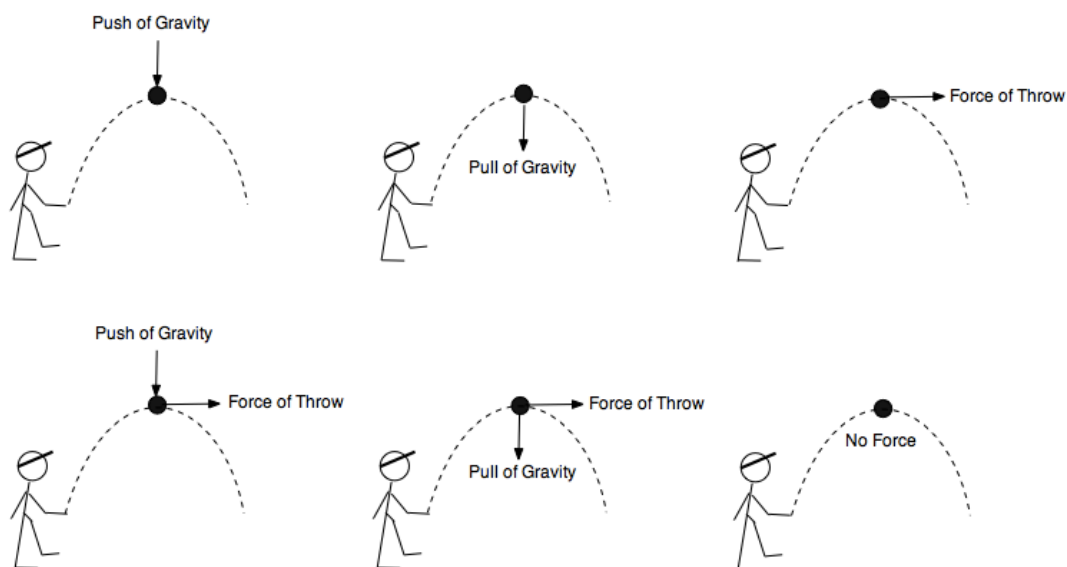 Push of Gravity
Pull of Gravity
Force of Throw
Push of Gravity
Force of Throw
Force of Throw
Pull of Gravity
No Force